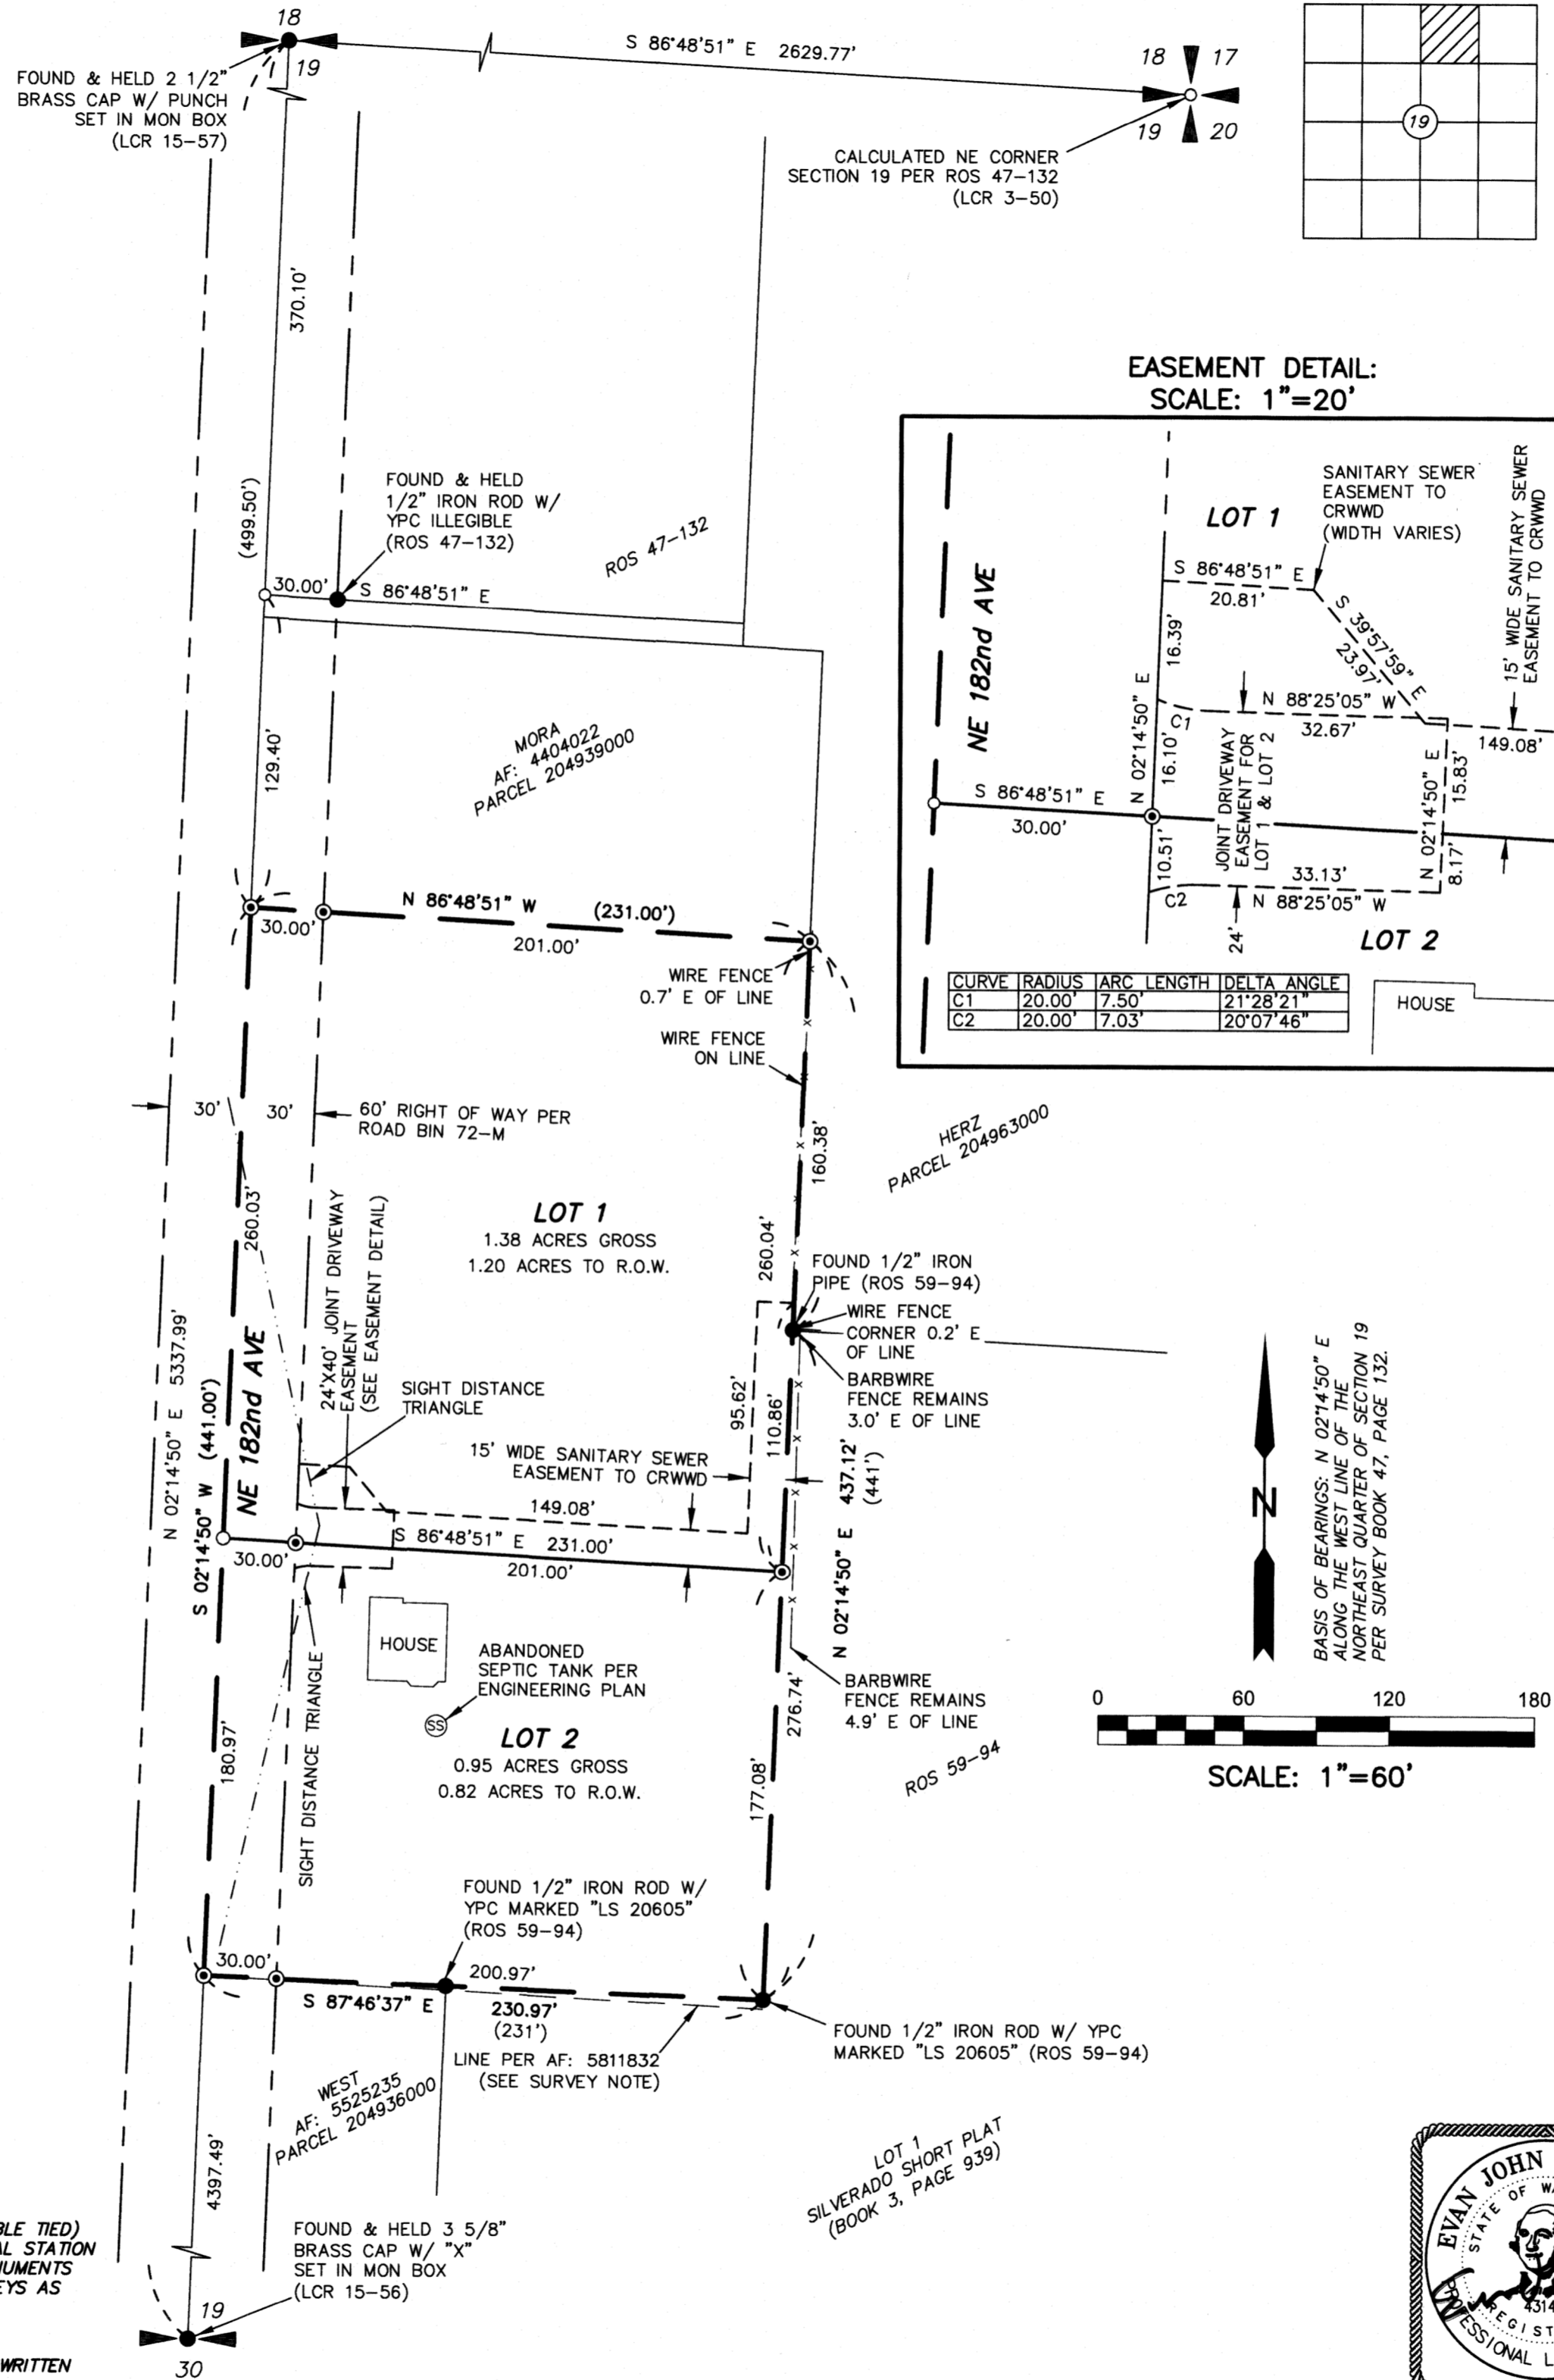 18
19
FOUND & HELD 2 1/2"
BRASS CAP W/ PUNCH
SET IN MON BOX
(LCR 15-57)
S 86°48'51" E 2629.77'
18 17
19 20
CALCULATED NE CORNER
SECTION 19 PER ROS 47-132
(LCR 3-50)
19
370.10'
(499.50')
FOUND & HELD
1/2" IRON ROD W/
YPC ILLEGIBLE
(ROS 47-132)
ROS 47-132
30.00'
S 86°48'51" E
129.40'
MORA
AF: 4404022
PARCEL 204939000
EASEMENT DETAIL:
SCALE: 1"=20'
NE 182nd AVE
LOT 1
SANITARY SEWER
EASEMENT TO
CRWWD
(WIDTH VARIES)
15' WIDE SANITARY SEWER
EASEMENT TO CRWWD
S 86°48'51" E
20.81'
S 39°57'59" E
23.97'
16.39'
N 02°14'50" E
16.10'
C1
N 88°25'05" W
32.67'
149.08'
JOINT DRIVEWAY
EASEMENT FOR
LOT 1 & LOT 2
N 02°14'50" E
15.83'
8.17'
S 86°48'51" E
30.00'
10.51'
C2
33.13'
N 88°25'05" W
24'
LOT 2
CURVE RADIUS ARC LENGTH DELTA ANGLE
C1 20.00' 7.50' 21°28'21"
C2 20.00' 7.03' 20°07'46"
HOUSE
N 86°48'51" W (231.00')
30.00'
201.00'
WIRE FENCE
0.7' E OF LINE
WIRE FENCE
ON LINE
30' 30'
60' RIGHT OF WAY PER
ROAD BIN 72-M
160.38'
HERZ
PARCEL 204963000
260.03'
24'X40' JOINT DRIVEWAY
EASEMENT
(SEE EASEMENT DETAIL)
LOT 1
1.38 ACRES GROSS
1.20 ACRES TO R.O.W.
260.04'
FOUND 1/2" IRON
PIPE (ROS 59-94)
WIRE FENCE
CORNER 0.2' E
OF LINE
BARBWIRE
FENCE REMAINS
3.0' E OF LINE
N 02°14'50" E 5337.99'
S 02°14'50" W (441.00')
NE 182nd AVE
SIGHT DISTANCE
TRIANGLE
95.62'
110.86'
15' WIDE SANITARY SEWER
EASEMENT TO CRWWD
149.08'
N 02°14'50" E 437.12'
(441')
S 86°48'51" E 231.00'
30.00'
201.00'
BASIS OF BEARINGS: N 02°14'50" E
ALONG THE WEST LINE OF THE
NORTHEAST QUARTER OF SECTION 19
PER SURVEY BOOK 47, PAGE 132.
N
HOUSE
ABANDONED
SEPTIC TANK PER
ENGINEERING PLAN
SS
SIGHT DISTANCE TRIANGLE
LOT 2
0.95 ACRES GROSS
0.82 ACRES TO R.O.W.
180.97'
276.74'
177.08'
BARBWIRE
FENCE REMAINS
4.9' E OF LINE
ROS 59-94
0 60 120 180
SCALE: 1"=60'
FOUND 1/2" IRON ROD W/
YPC MARKED "LS 20605"
(ROS 59-94)
30.00'
200.97'
S 87°46'37" E
230.97'
(231')
LINE PER AF: 5811832
(SEE SURVEY NOTE)
FOUND 1/2" IRON ROD W/ YPC
MARKED "LS 20605" (ROS 59-94)
WEST
AF: 5525235
PARCEL 204936000
LOT 1
SILVERADO SHORT PLAT
(BOOK 3, PAGE 939)
4397.49'
FOUND & HELD 3 5/8"
BRASS CAP W/ "X"
SET IN MON BOX
(LCR 15-56)
19
30
BLE TIED)
AL STATION
NUMENTS
EYS AS
WRITTEN
EVAN JOHN
STATE OF WA
4314
REGIST
PROFESSIONAL L